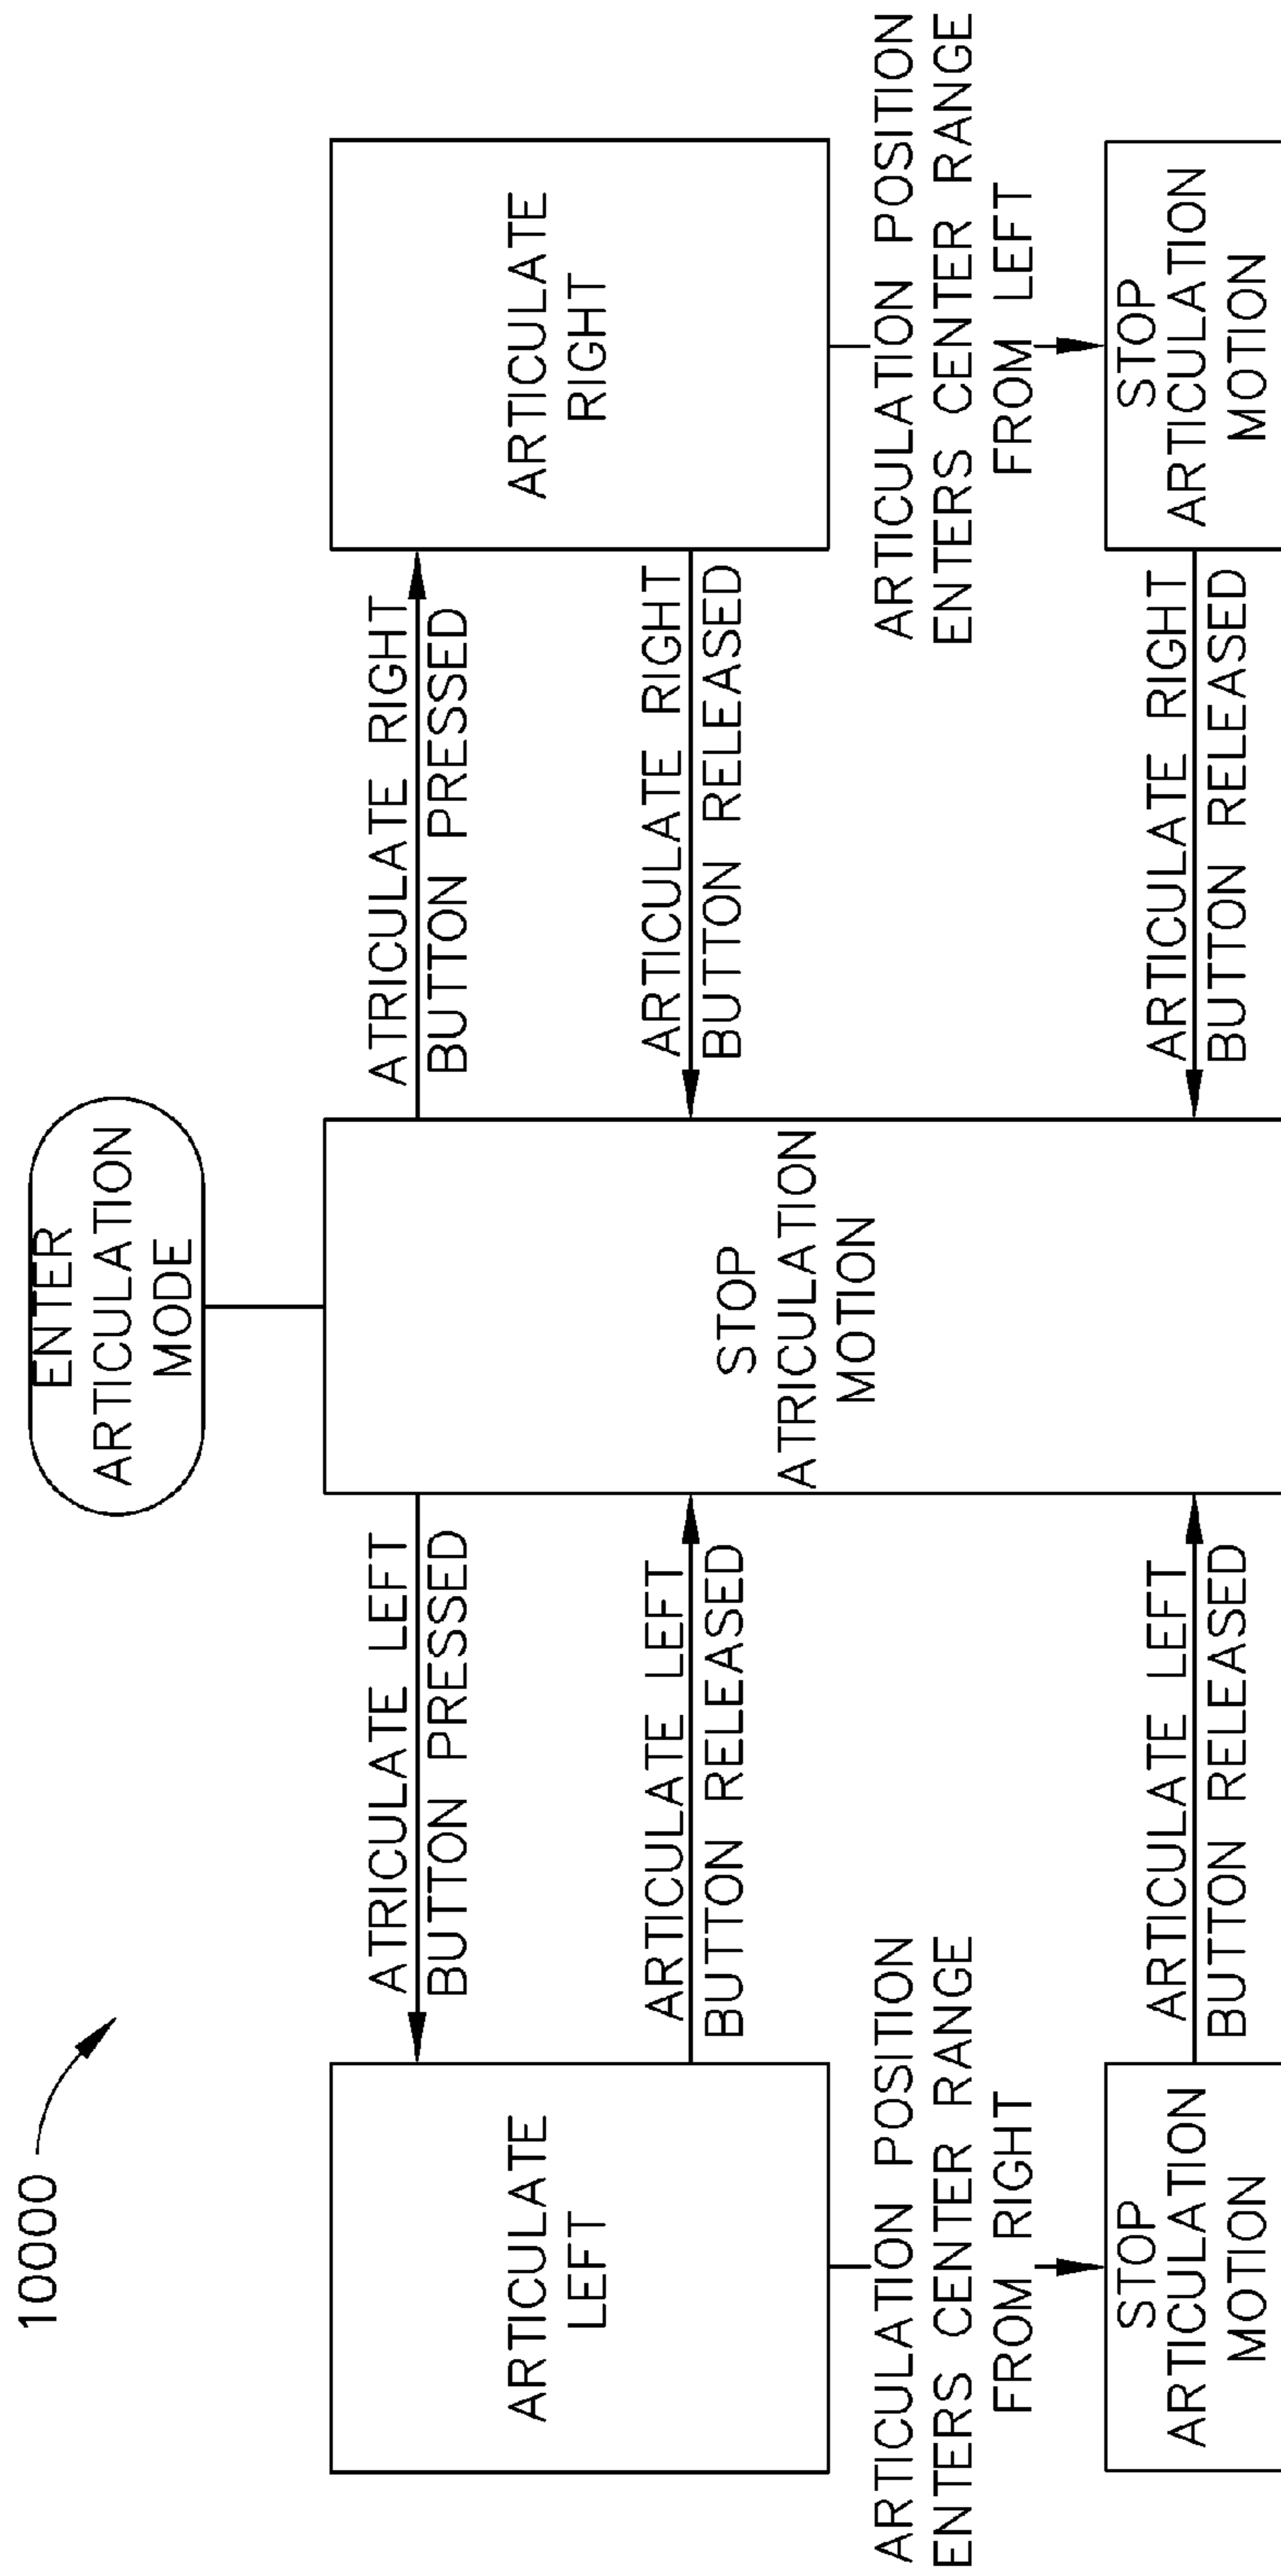 10000
ENTER
ARTICULATION
MODE
ATRICULATE LEFT
BUTTON PRESSED
ATRICULATE RIGHT
BUTTON PRESSED
ARTICULATE
LEFT
ARTICULATE LEFT
BUTTON RELEASED
STOP
ATRICULATION
MOTION
ARTICULATE RIGHT
BUTTON RELEASED
ARTICULATE
RIGHT
ARTICULATION POSITION
ENTERS CENTER RANGE
FROM RIGHT
ARTICULATION POSITION
ENTERS CENTER RANGE
FROM LEFT
STOP
ARTICULATION
MOTION
ARTICULATE LEFT
BUTTON RELEASED
ARTICULATE RIGHT
BUTTON RELEASED
STOP
ARTICULATION
MOTION